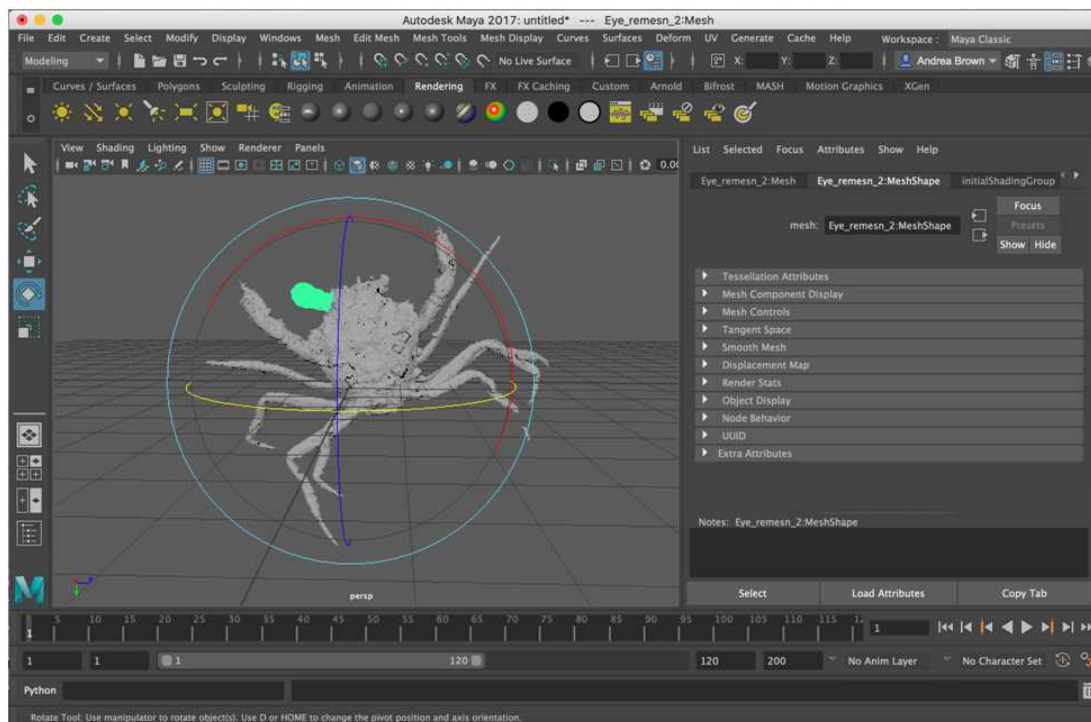 Autodesk Maya 2017: untitled* --- Eye_remesn_2:Mesh
File Edit Create Select Modify Display Windows Mesh Edit Mesh Mesh Tools Mesh Display Curves Surfaces Deform UV Generate Cache Help Workspace : Maya Classic
Modeling No Live Surface X: Y: Z: Andrea Brown
Curves / Surfaces Polygons Sculpting Rigging Animation Rendering FX FX Caching Custom Arnold Bifrost MASH Motion Graphics XGen
View Shading Lighting Show Renderer Panels
0.00
List Selected Focus Attributes Show Help
Eye_remesn_2:Mesh Eye_remesn_2:MeshShape initialShadingGroup
mesh: Eye_remesn_2:MeshShape
Focus
Presets
Show Hide
Tessellation Attributes
Mesh Component Display
Mesh Controls
Tangent Space
Smooth Mesh
Displacement Map
Render Stats
Object Display
Node Behavior
UUID
Extra Attributes
Notes: Eye_remesn_2:MeshShape
Select Load Attributes Copy Tab
persp
1 5 10 15 20 25 30 35 40 45 50 55 60 65 70 75 80 85 90 95 100 105 110 115 1
1 1 1 120 120 200 No Anim Layer No Character Set
Python
Rotate Tool: Use manipulator to rotate object(s). Use D or HOME to change the pivot position and axis orientation.